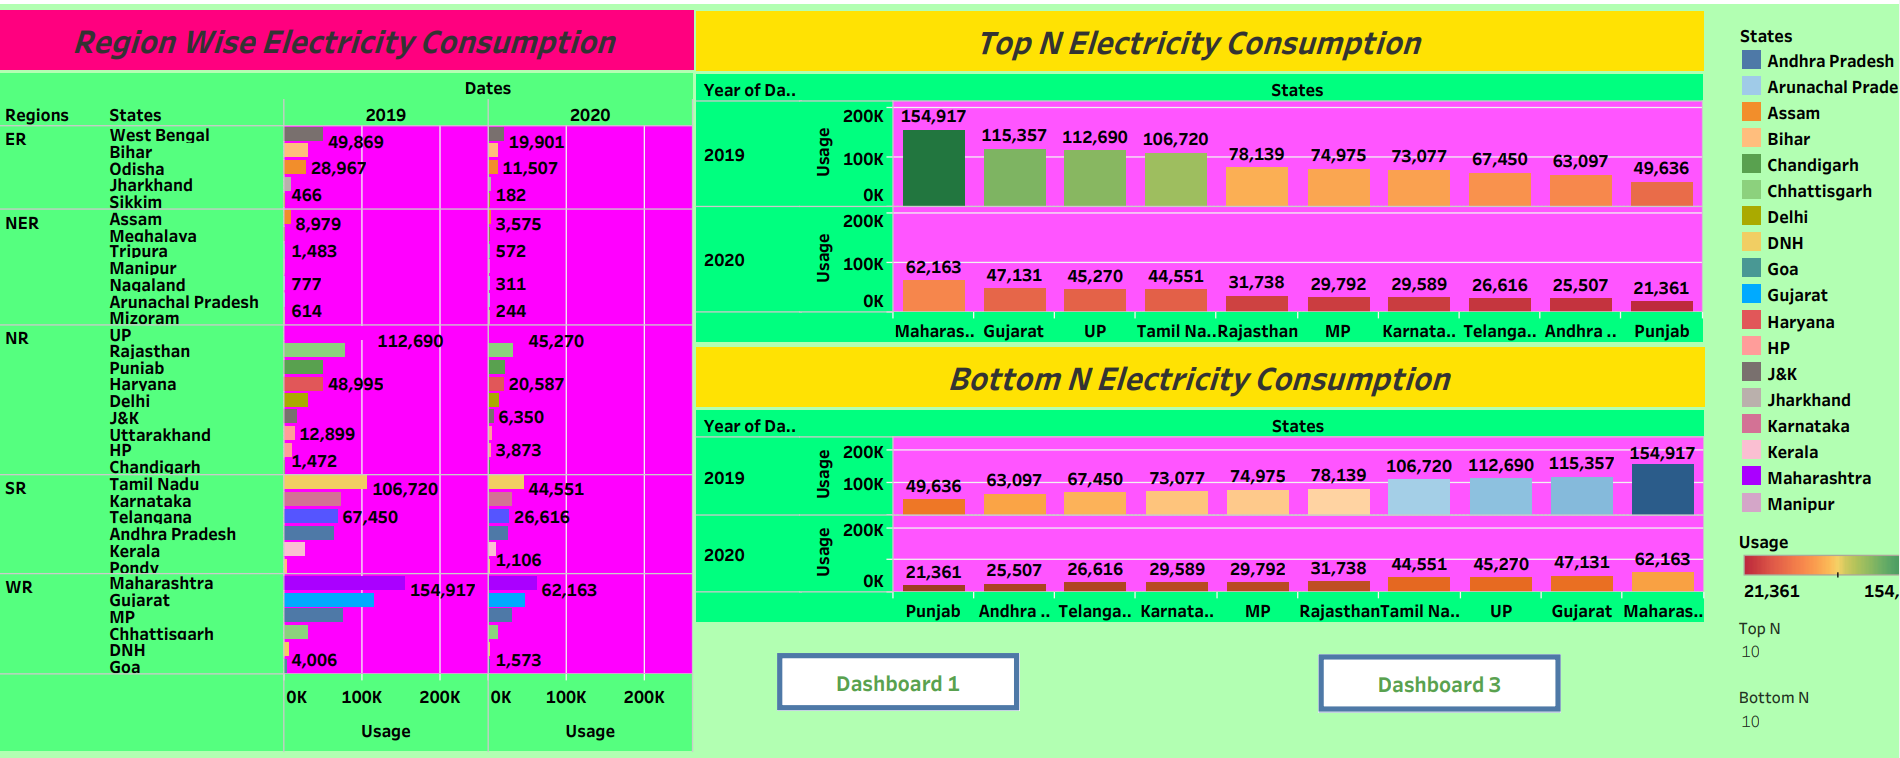 Region Wise Electricity Consumption
Dates
Regions States 2019 2020
ER West Bengal 49,869 19,901
Bihar
Odisha 28,967 11,507
Jharkhand
Sikkim 466 182
NER Assam 8,979 3,575
Meghalaya
Tripura 1,483 572
Manipur
Nagaland 777 311
Arunachal Pradesh
Mizoram 614 244
NR UP 112,690 45,270
Rajasthan
Punjab
Haryana 48,995 20,587
Delhi
J&K 6,350
Uttarakhand 12,899
HP 3,873
Chandigarh 1,472
SR Tamil Nadu 106,720 44,551
Karnataka
Telangana 67,450 26,616
Andhra Pradesh
Kerala
Pondy 1,106
WR Maharashtra 154,917 62,163
Gujarat
MP
Chhattisgarh
DNH
Goa 4,006 1,573
0K 100K 200K 0K 100K 200K
Usage Usage
Top N Electricity Consumption
Year of Da.. States
2019 Usage 200K 100K 0K
154,917 115,357 112,690 106,720 78,139 74,975 73,077 67,450 63,097 49,636
2020 Usage 200K 100K 0K
62,163 47,131 45,270 44,551 31,738 29,792 29,589 26,616 25,507 21,361
Maharas.. Gujarat UP Tamil Na.. Rajasthan MP Karnata.. Telanga.. Andhra .. Punjab
Bottom N Electricity Consumption
Year of Da.. States
2019 Usage 200K 100K
49,636 63,097 67,450 73,077 74,975 78,139 106,720 112,690 115,357 154,917
2020 Usage 200K 0K
21,361 25,507 26,616 29,589 29,792 31,738 44,551 45,270 47,131 62,163
Punjab Andhra .. Telanga.. Karnata.. MP Rajasthan Tamil Na.. UP Gujarat Maharas..
Dashboard 1 Dashboard 3
States
Andhra Pradesh
Arunachal Prade
Assam
Bihar
Chandigarh
Chhattisgarh
Delhi
DNH
Goa
Gujarat
Haryana
HP
J&K
Jharkhand
Karnataka
Kerala
Maharashtra
Manipur
Usage
21,361 154,
Top N
10
Bottom N
10